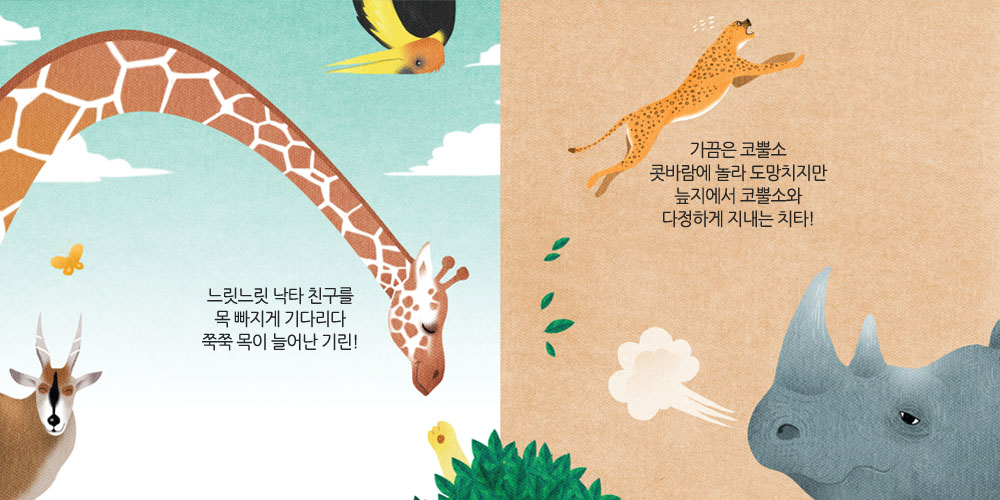 느릿느릿 낙타 친구를
목 빠지게 기다리다
쭉쭉 목이 늘어난 기린!
가끔은 코뿔소
콧바람에 놀라 도망치지만
늪지에서 코뿔소와
다정하게 지내는 치타!